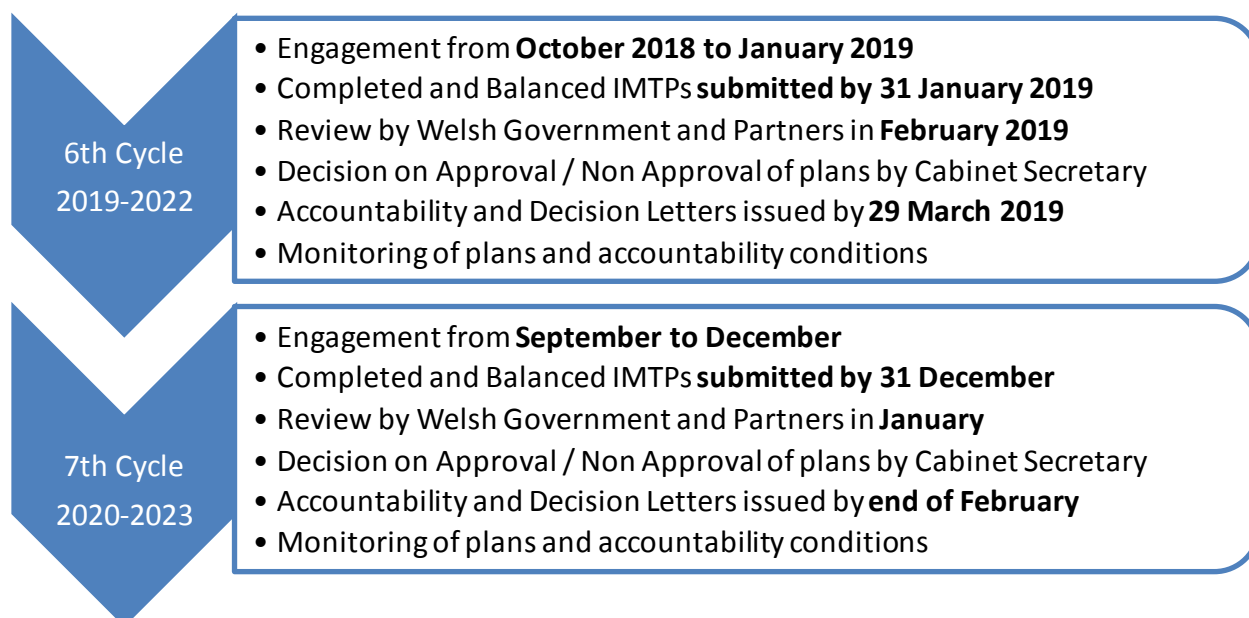 6th Cycle
2019-2022
• Engagement from October 2018 to January 2019
• Completed and Balanced IMTPs submitted by 31 January 2019
• Review by Welsh Government and Partners in February 2019
• Decision on Approval / Non Approval of plans by Cabinet Secretary
• Accountability and Decision Letters issued by 29 March 2019
• Monitoring of plans and accountability conditions
7th Cycle
2020-2023
• Engagement from September to December
• Completed and Balanced IMTPs submitted by 31 December
• Review by Welsh Government and Partners in January
• Decision on Approval / Non Approval of plans by Cabinet Secretary
• Accountability and Decision Letters issued by end of February
• Monitoring of plans and accountability conditions